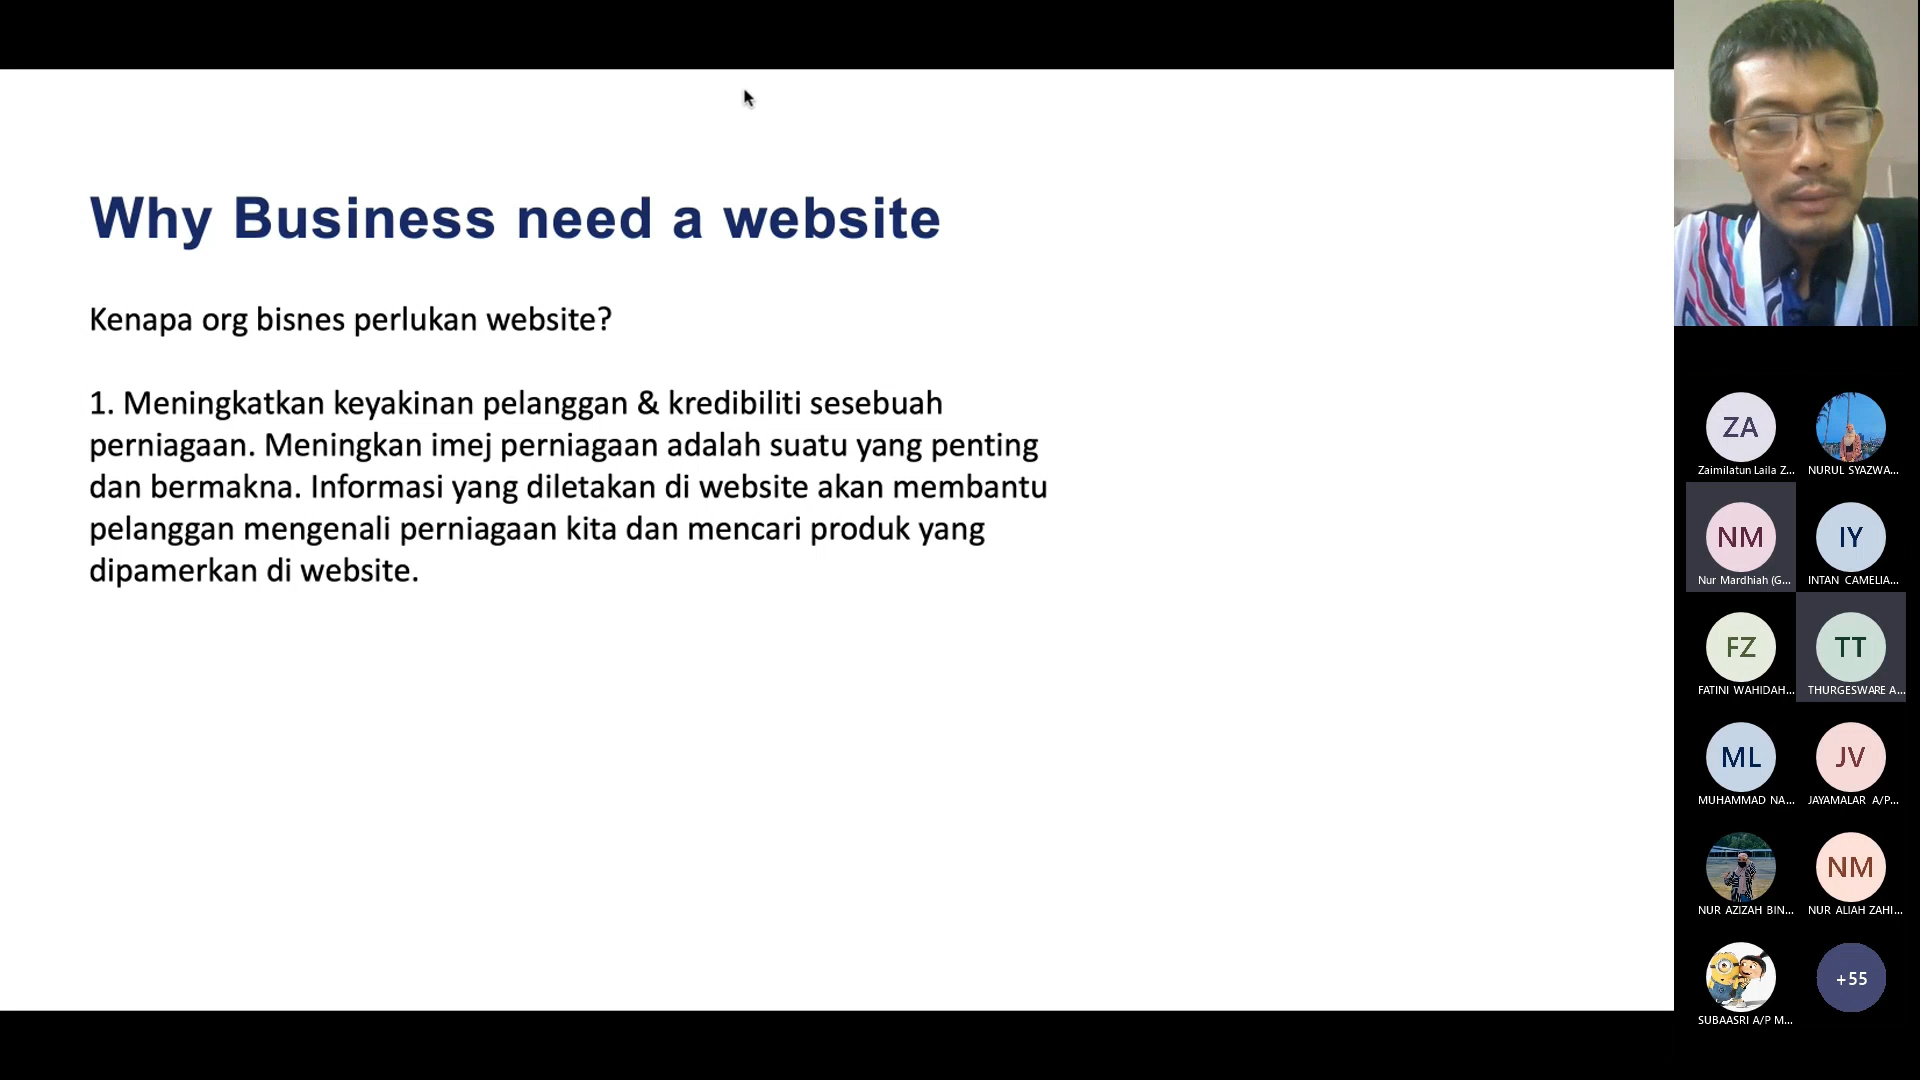 Why Business need a website
Kenapa org bisnes perlukan website?
1. Meningkatkan keyakinan pelanggan & kredibiliti sesebuah
perniagaan. Meningkan imej perniagaan adalah suatu yang penting
dan bermakna. Informasi yang diletakan di website akan membantu
pelanggan mengenali perniagaan kita dan mencari produk yang
dipamerkan di website.
ZA
Zaimilatun Laila Z...
NURUL SYAZWA...
NM
Nur Mardhiah (G...
IY
INTAN CAMELIA...
FZ
FATINI WAHIDAH...
TT
THURGESWARE A...
ML
MUHAMMAD NA...
JV
JAYAMALAR A/P...
NUR AZIZAH BIN...
NM
NUR ALIAH ZAHI...
SUBAASRI A/P M...
+55